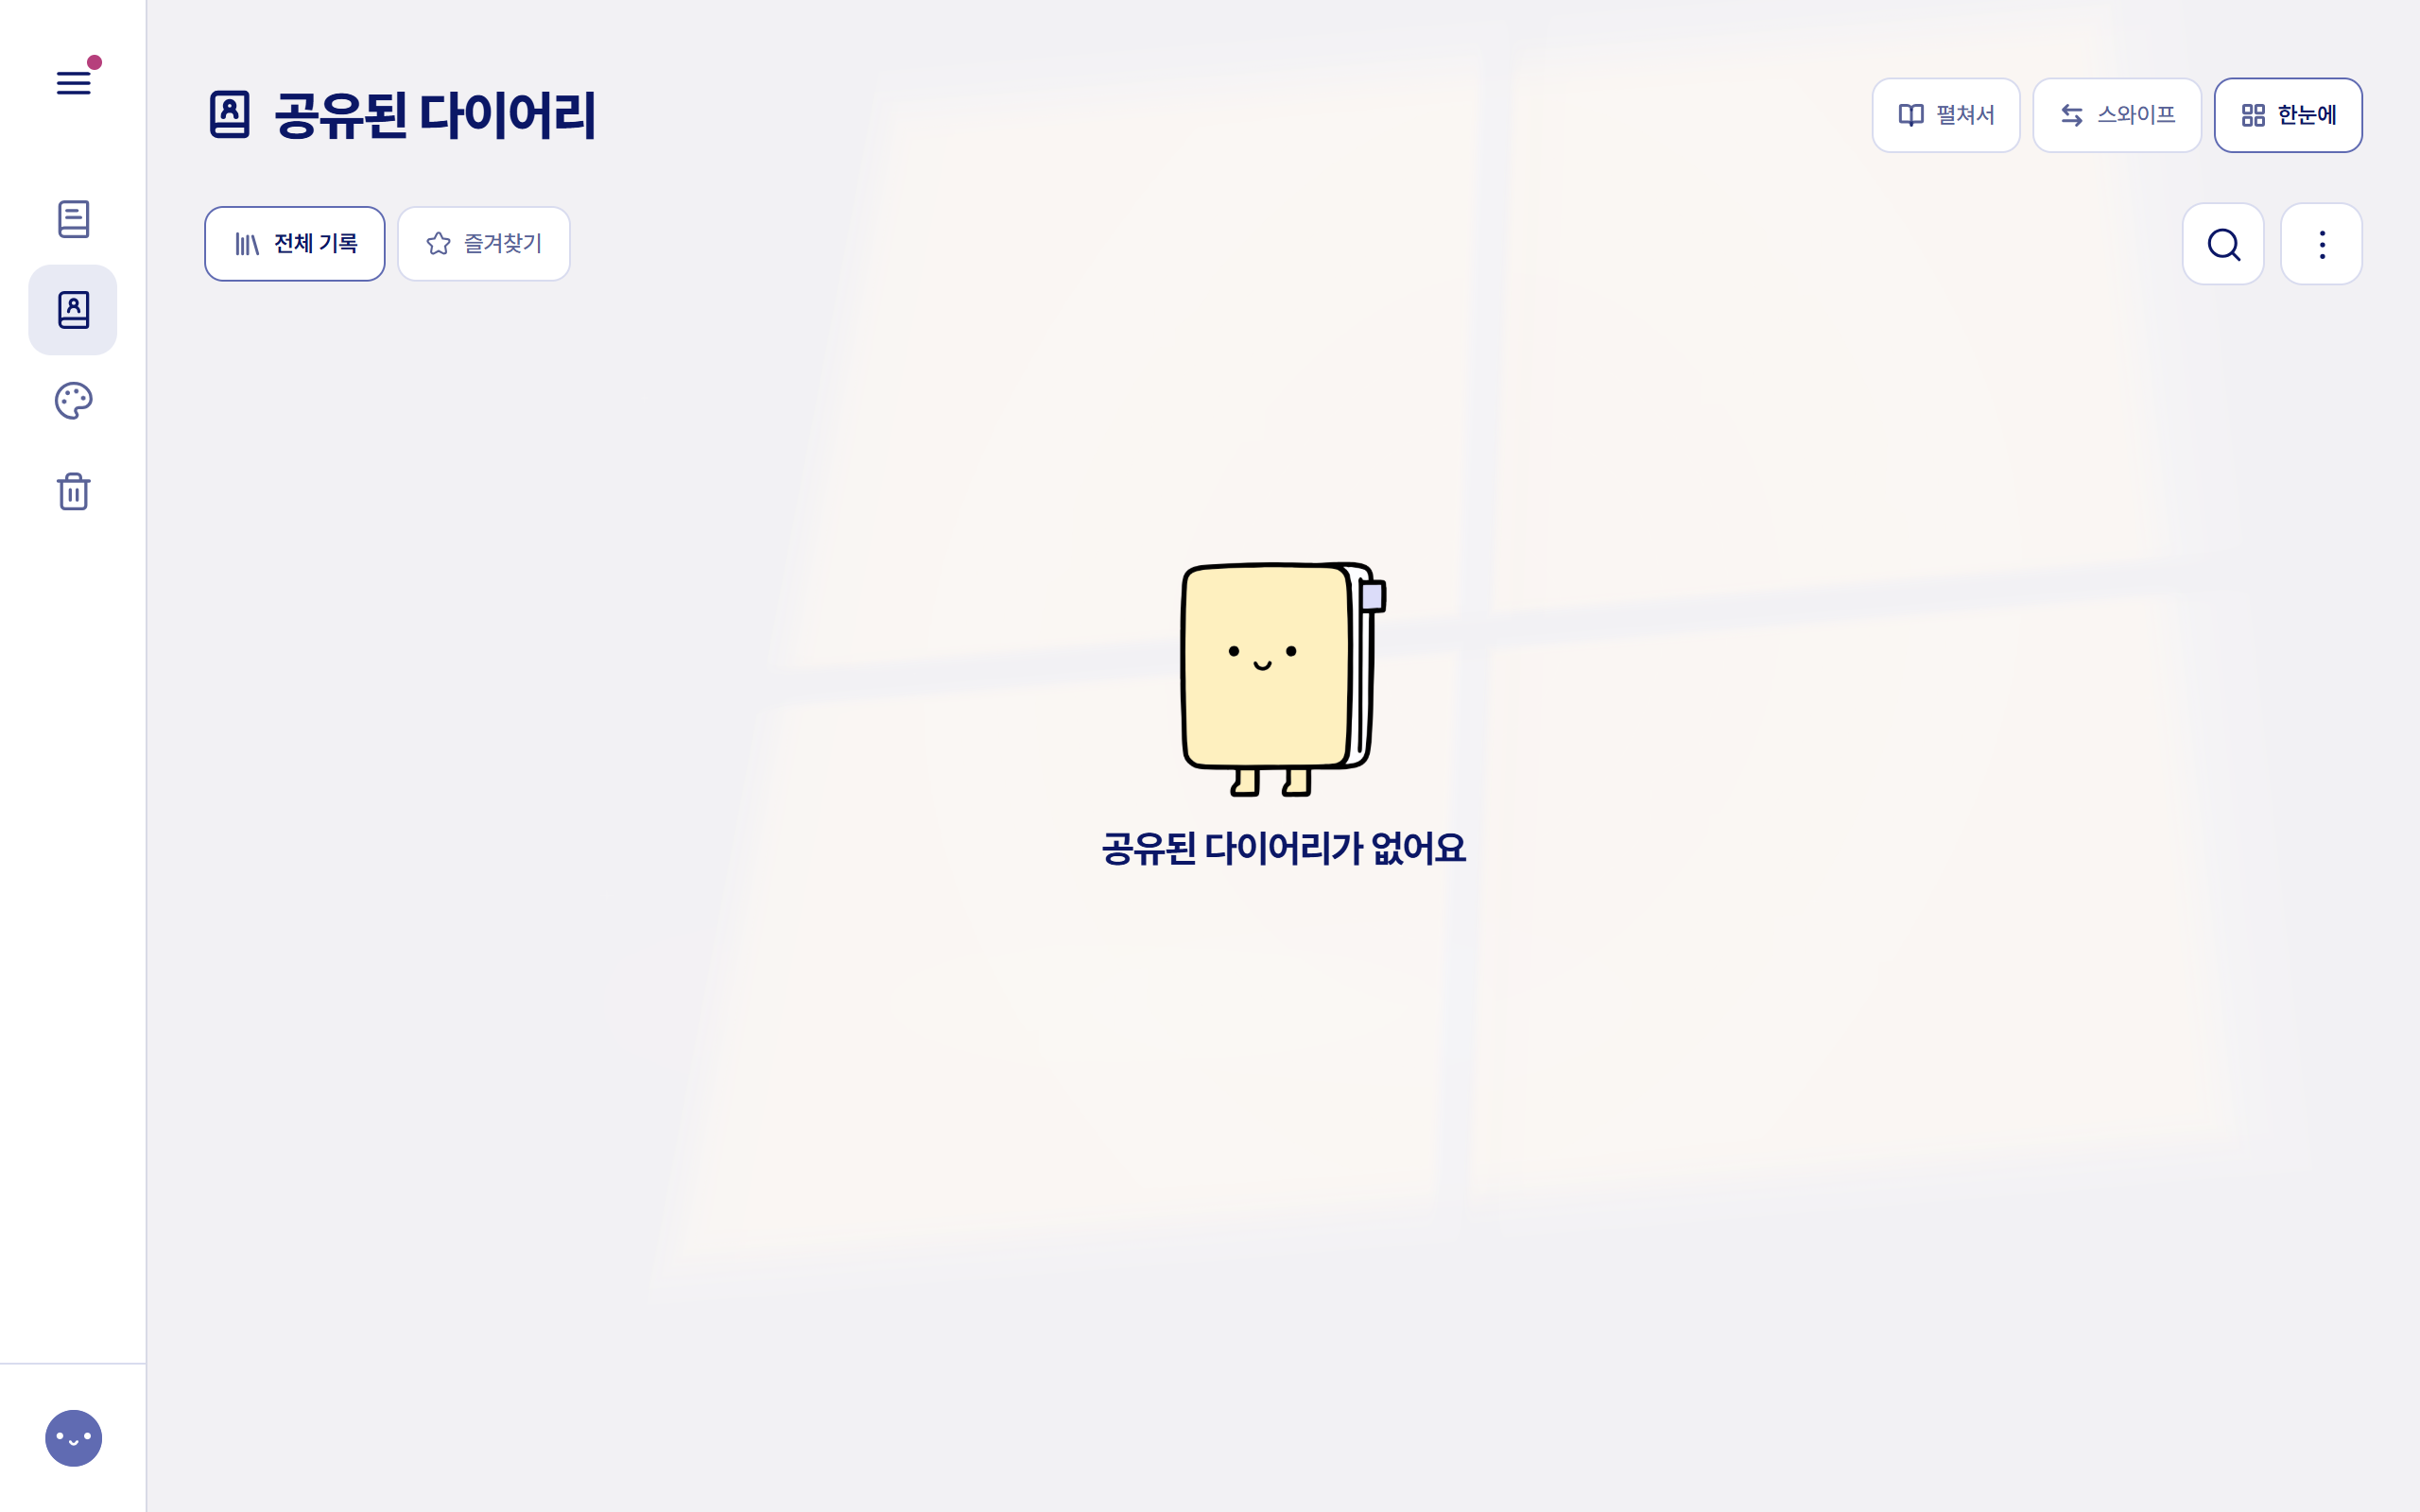 공유된 다이어리
펼쳐서
스와이프
한눈에
전체 기록
즐겨찾기
공유된 다이어리가 없어요